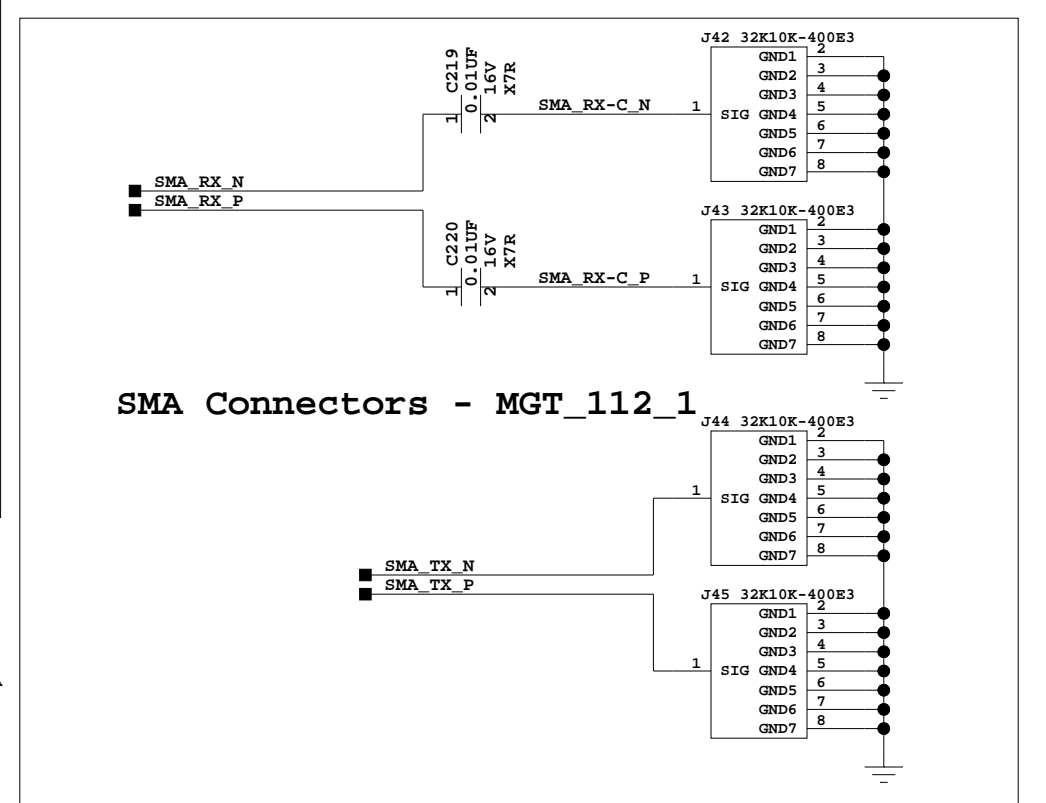 J42 32K10K-400E3
C219
0.01UF
16V
X7R
1
2
SMA_RX-C_N
1
SIG
GND1 2
GND2 3
GND3 4
GND4 5
GND5 6
GND6 7
GND7 8
SMA_RX_N
SMA_RX_P
J43 32K10K-400E3
C220
0.01UF
16V
X7R
1
2
SMA_RX-C_P
1
SIG
GND1 2
GND2 3
GND3 4
GND4 5
GND5 6
GND6 7
GND7 8
SMA Connectors - MGT_112_1
J44 32K10K-400E3
1
SIG
GND1 2
GND2 3
GND3 4
GND4 5
GND5 6
GND6 7
GND7 8
SMA_TX_N
SMA_TX_P
J45 32K10K-400E3
1
SIG
GND1 2
GND2 3
GND3 4
GND4 5
GND5 6
GND6 7
GND7 8